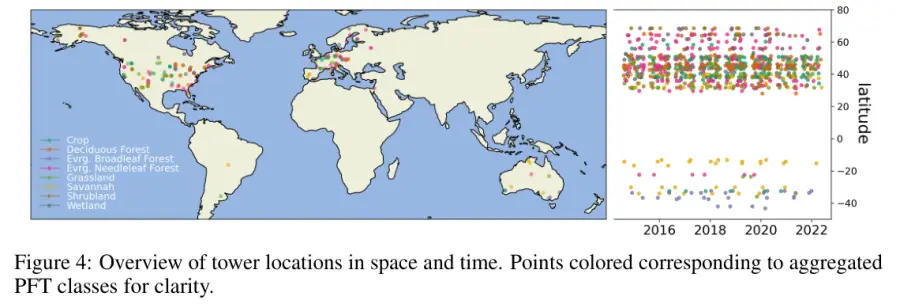 Crop
Deciduous Forest
Evrg. Broadleaf Forest
Evrg. Needleleaf Forest
Grassland
Savannah
Shrubland
Wetland
80
60
40
20
0
−20
−40
latitude
2016
2018
2020
2022
Figure 4: Overview of tower locations in space and time. Points colored corresponding to aggregated
PFT classes for clarity.